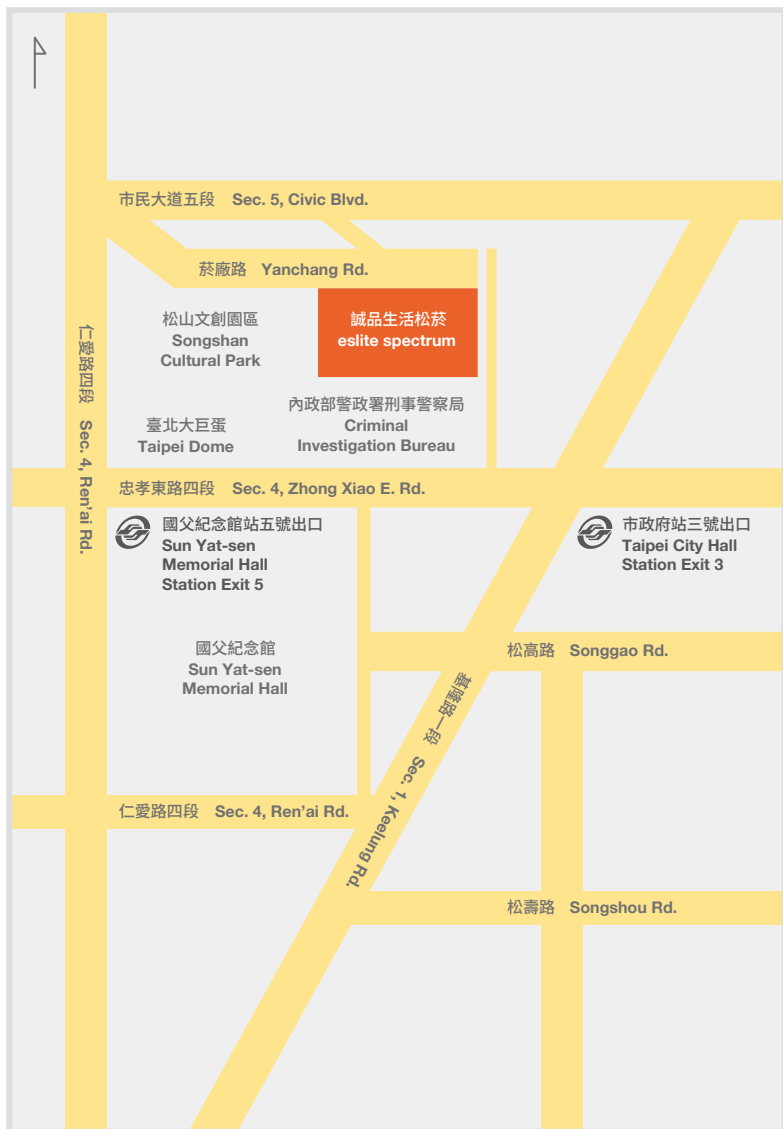 市民大道五段 Sec. 5, Civic Blvd.
菸廠路 Yanchang Rd.
松山文創園區
Songshan
Cultural Park
誠品生活松菸
eslite spectrum
仁愛路四段 Sec. 4, Ren'ai Rd.
臺北大巨蛋
Taipei Dome
內政部警政署刑事警察局
Criminal
Investigation Bureau
忠孝東路四段 Sec. 4, Zhong Xiao E. Rd.
國父紀念館站五號出口
Sun Yat-sen
Memorial Hall
Station Exit 5
市政府站三號出口
Taipei City Hall
Station Exit 3
國父紀念館
Sun Yat-sen
Memorial Hall
松高路 Songgao Rd.
基隆路一段 Sec. 1, Keelung Rd.
仁愛路四段 Sec. 4, Ren’ai Rd.
松壽路 Songshou Rd.